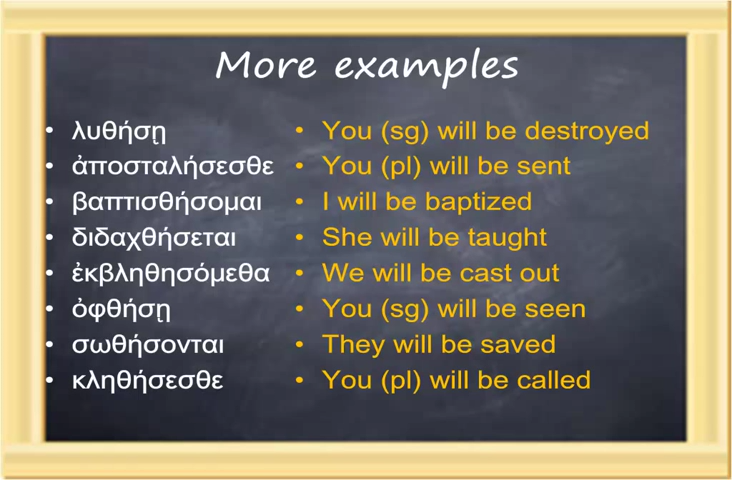 More examples
• λυθήσῃ • You (sg) will be destroyed
• ἀποσταλήσεσθε • You (pl) will be sent
• βαπτισθήσομαι • I will be baptized
• διδαχθήσεται • She will be taught
• ἐκβληθησόμεθα • We will be cast out
• ὀφθήσῃ • You (sg) will be seen
• σωθήσονται • They will be saved
• κληθήσεσθε • You (pl) will be called